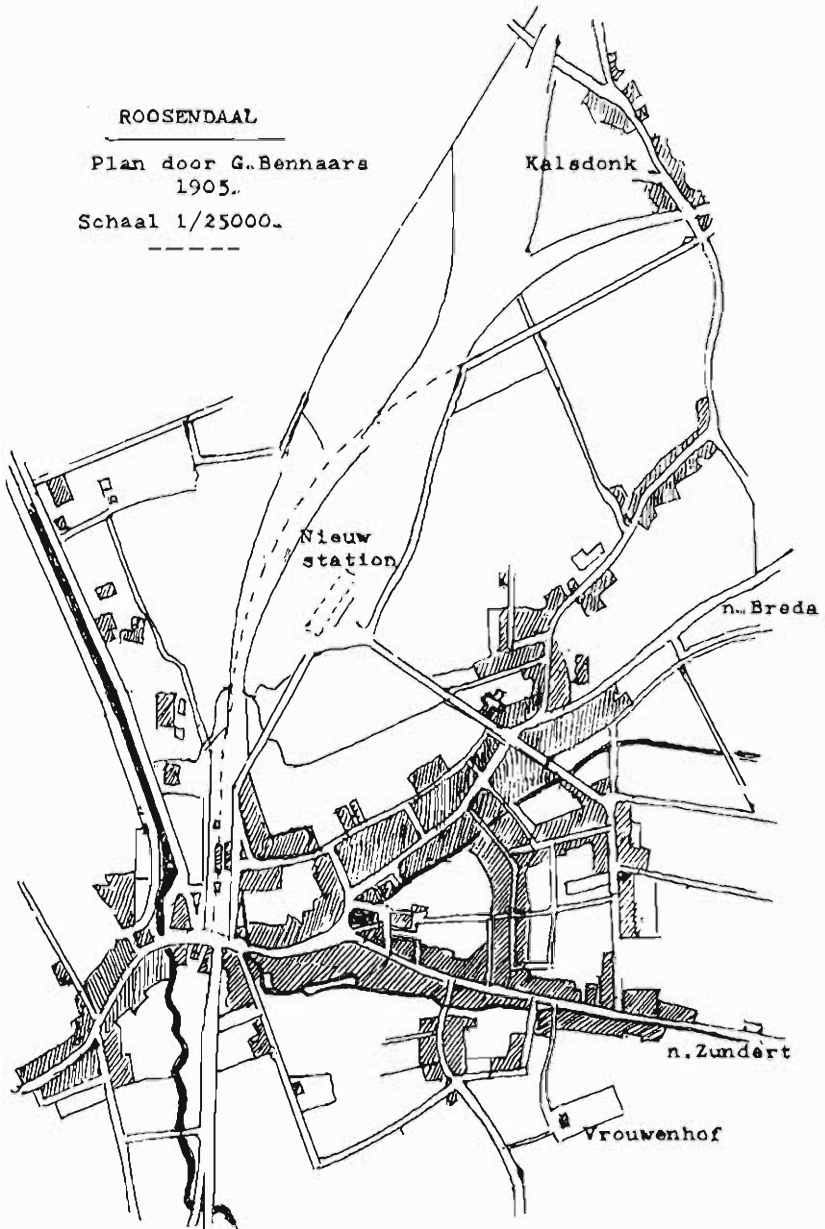 ROOSENDAAL
Plan door G. Bennaars
1905.
Schaal 1/25000.
Kalsdonk
Nieuw
station
n. Breda
n. Zundert
Vrouwenhof